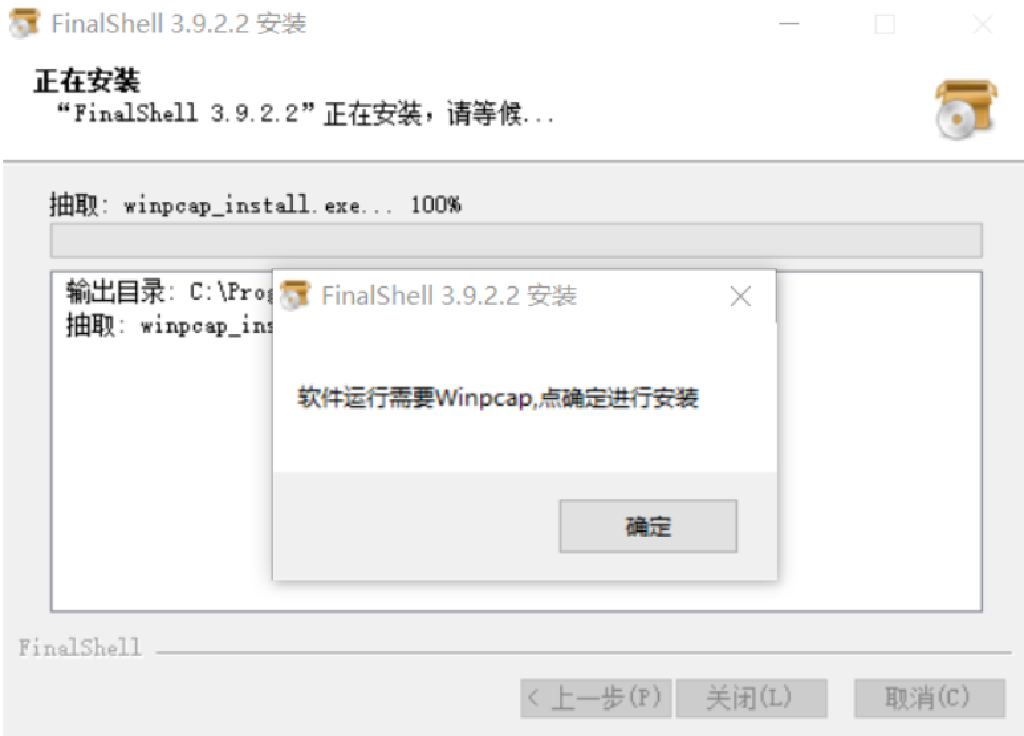 FinalShell 3.9.2.2 安装
正在安装
“FinalShell 3.9.2.2”正在安装，请等候...
抽取: winpcap_install.exe... 100%
输出目录: C:\Prog
抽取: winpcap_ins
FinalShell 3.9.2.2 安装
软件运行需要Winpcap,点确定进行安装
确定
FinalShell
< 上一步(P) 关闭(L) 取消(C)